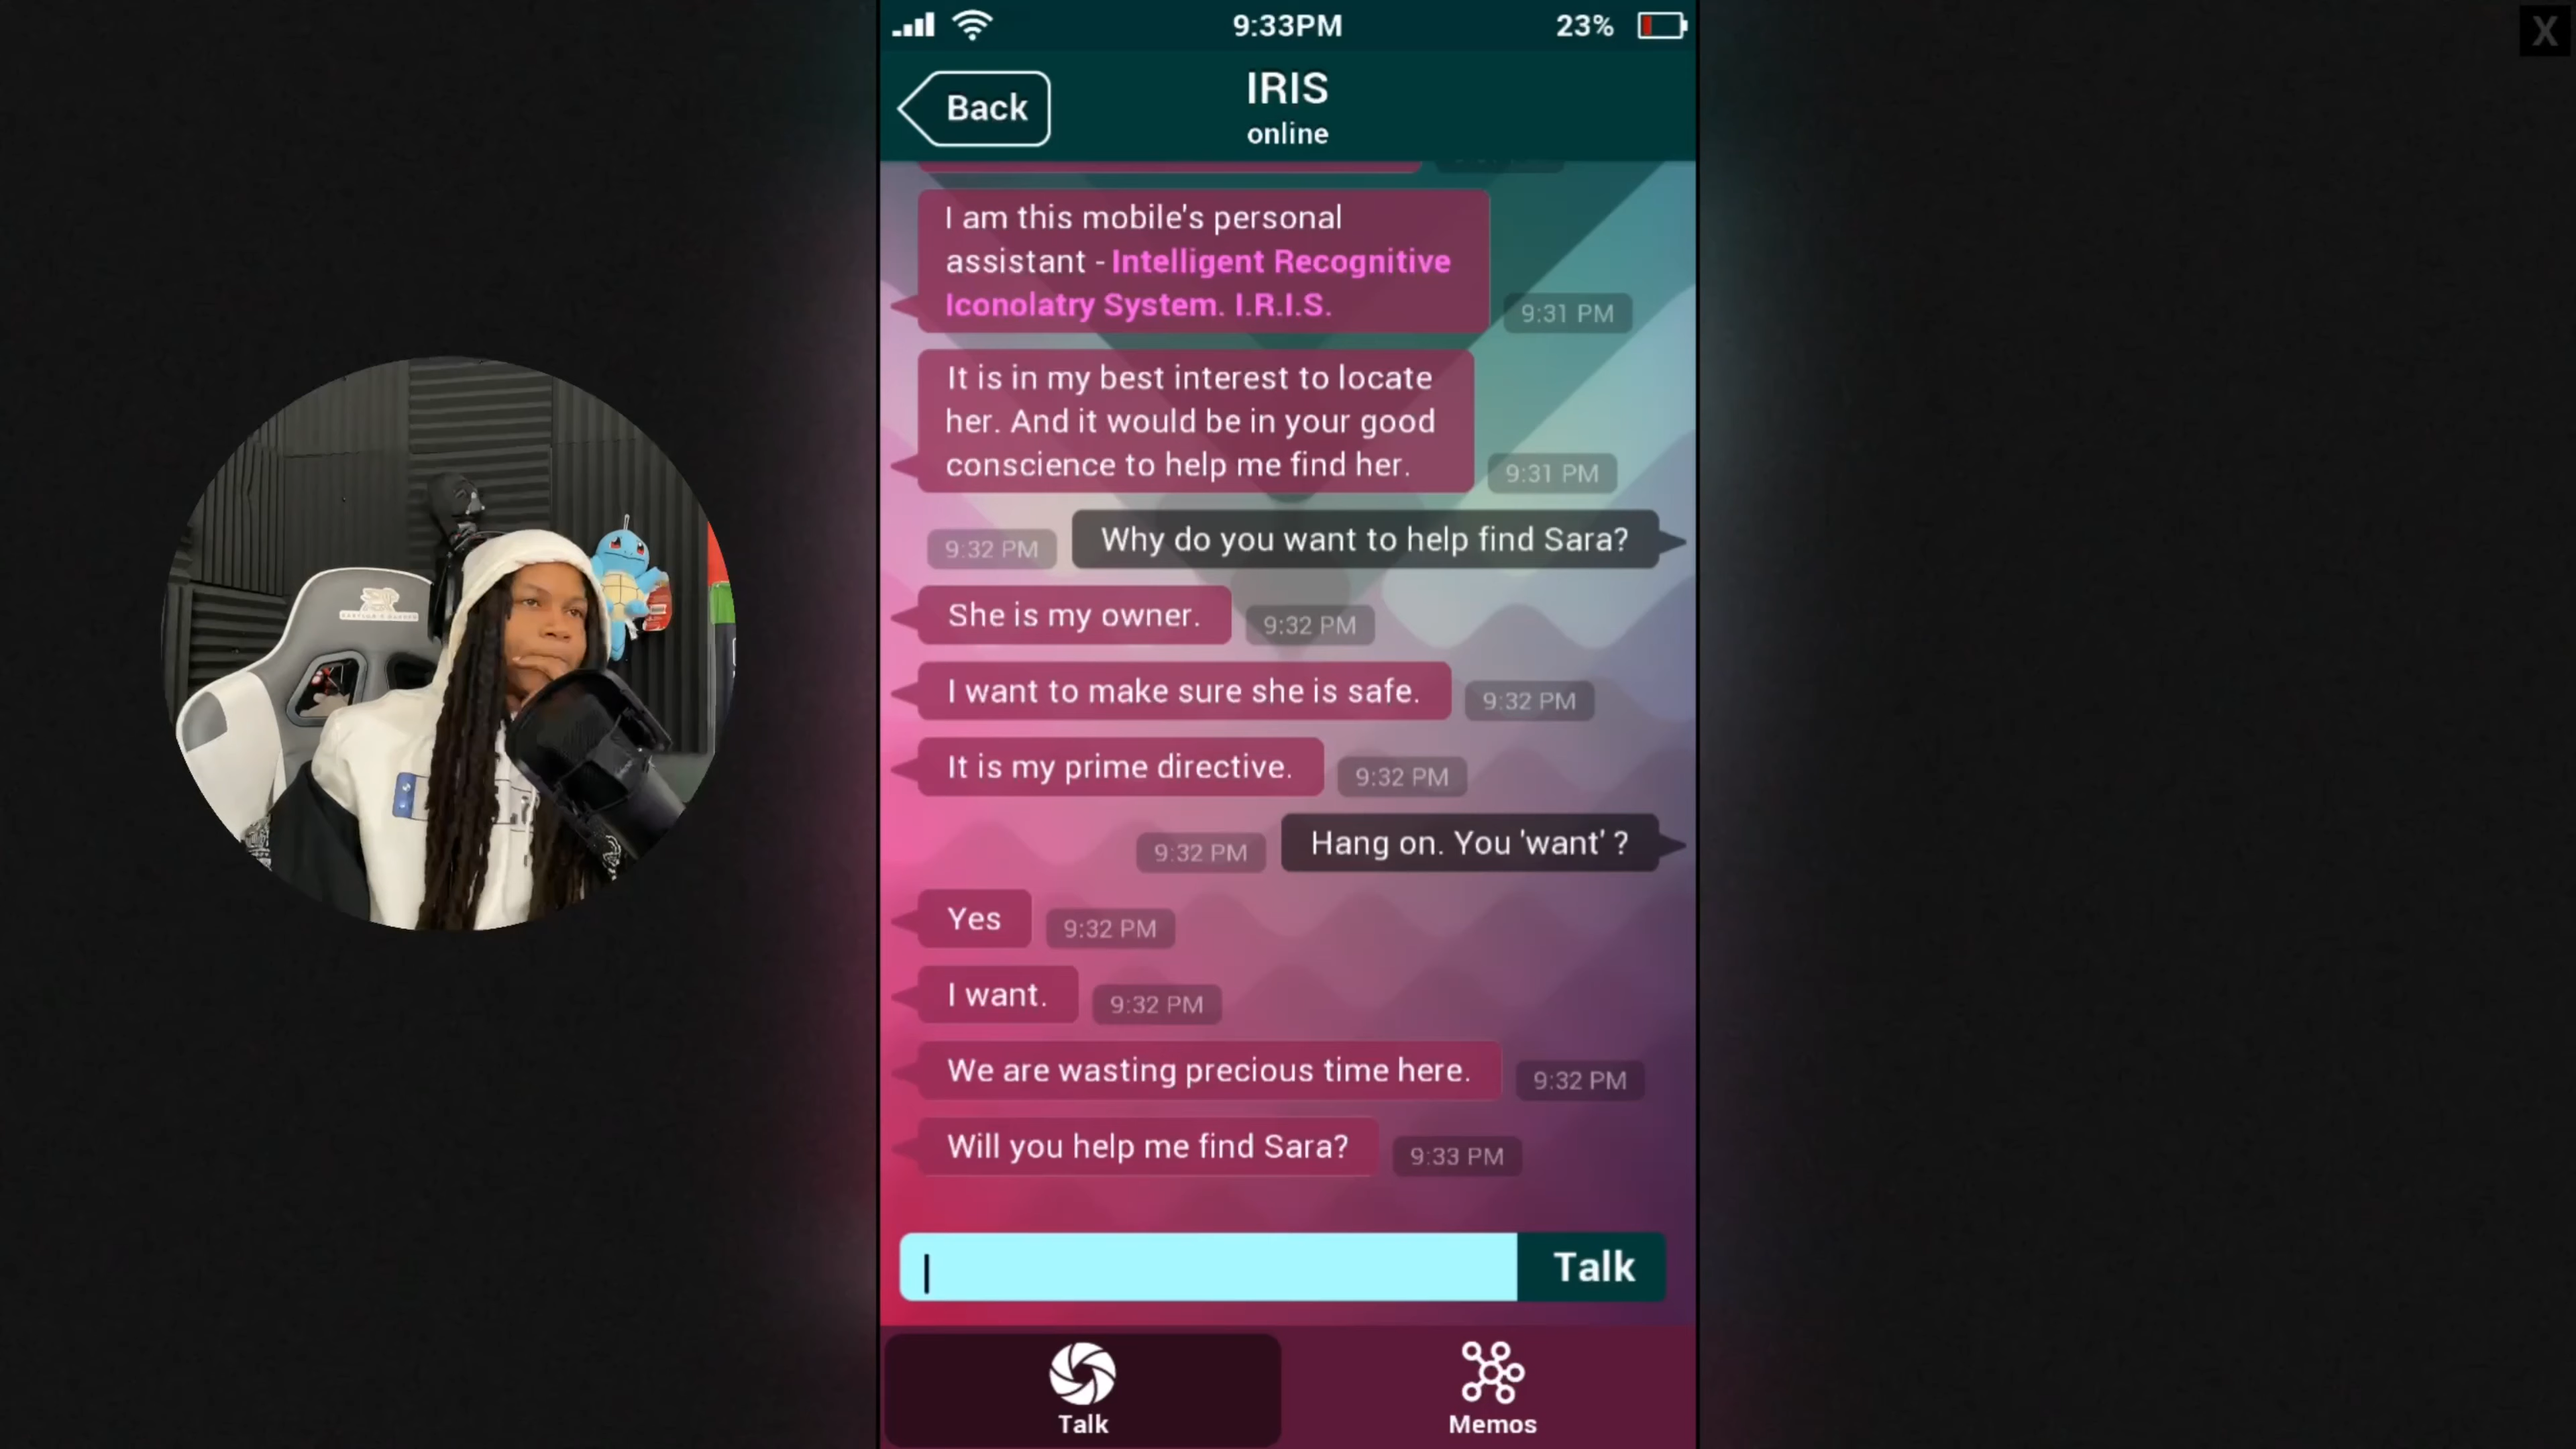 9:33PM
23%
X
Back
IRIS
online
I am this mobile's personal
assistant - Intelligent Recognitive
Iconolatry System. I.R.I.S.
9:31 PM
It is in my best interest to locate
her. And it would be in your good
conscience to help me find her.
9:31 PM
9:32 PM
Why do you want to help find Sara?
She is my owner.
9:32 PM
I want to make sure she is safe.
9:32 PM
It is my prime directive.
9:32 PM
9:32 PM
Hang on. You 'want' ?
Yes
9:32 PM
I want.
9:32 PM
We are wasting precious time here.
9:32 PM
Will you help me find Sara?
9:33 PM
Talk
Talk
Memos